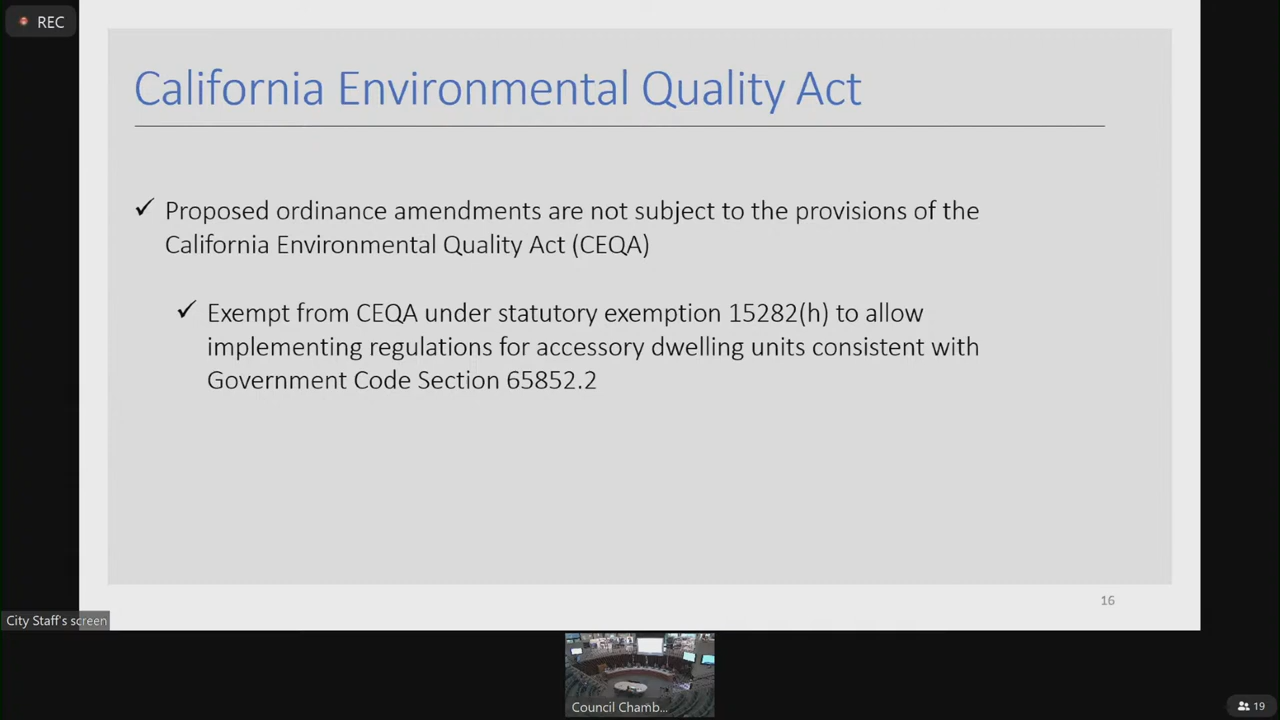 REC
California Environmental Quality Act
✓ Proposed ordinance amendments are not subject to the provisions of the
California Environmental Quality Act (CEQA)
✓ Exempt from CEQA under statutory exemption 15282(h) to allow
implementing regulations for accessory dwelling units consistent with
Government Code Section 65852.2
16
City Staff's screen
Council Chamb...
19